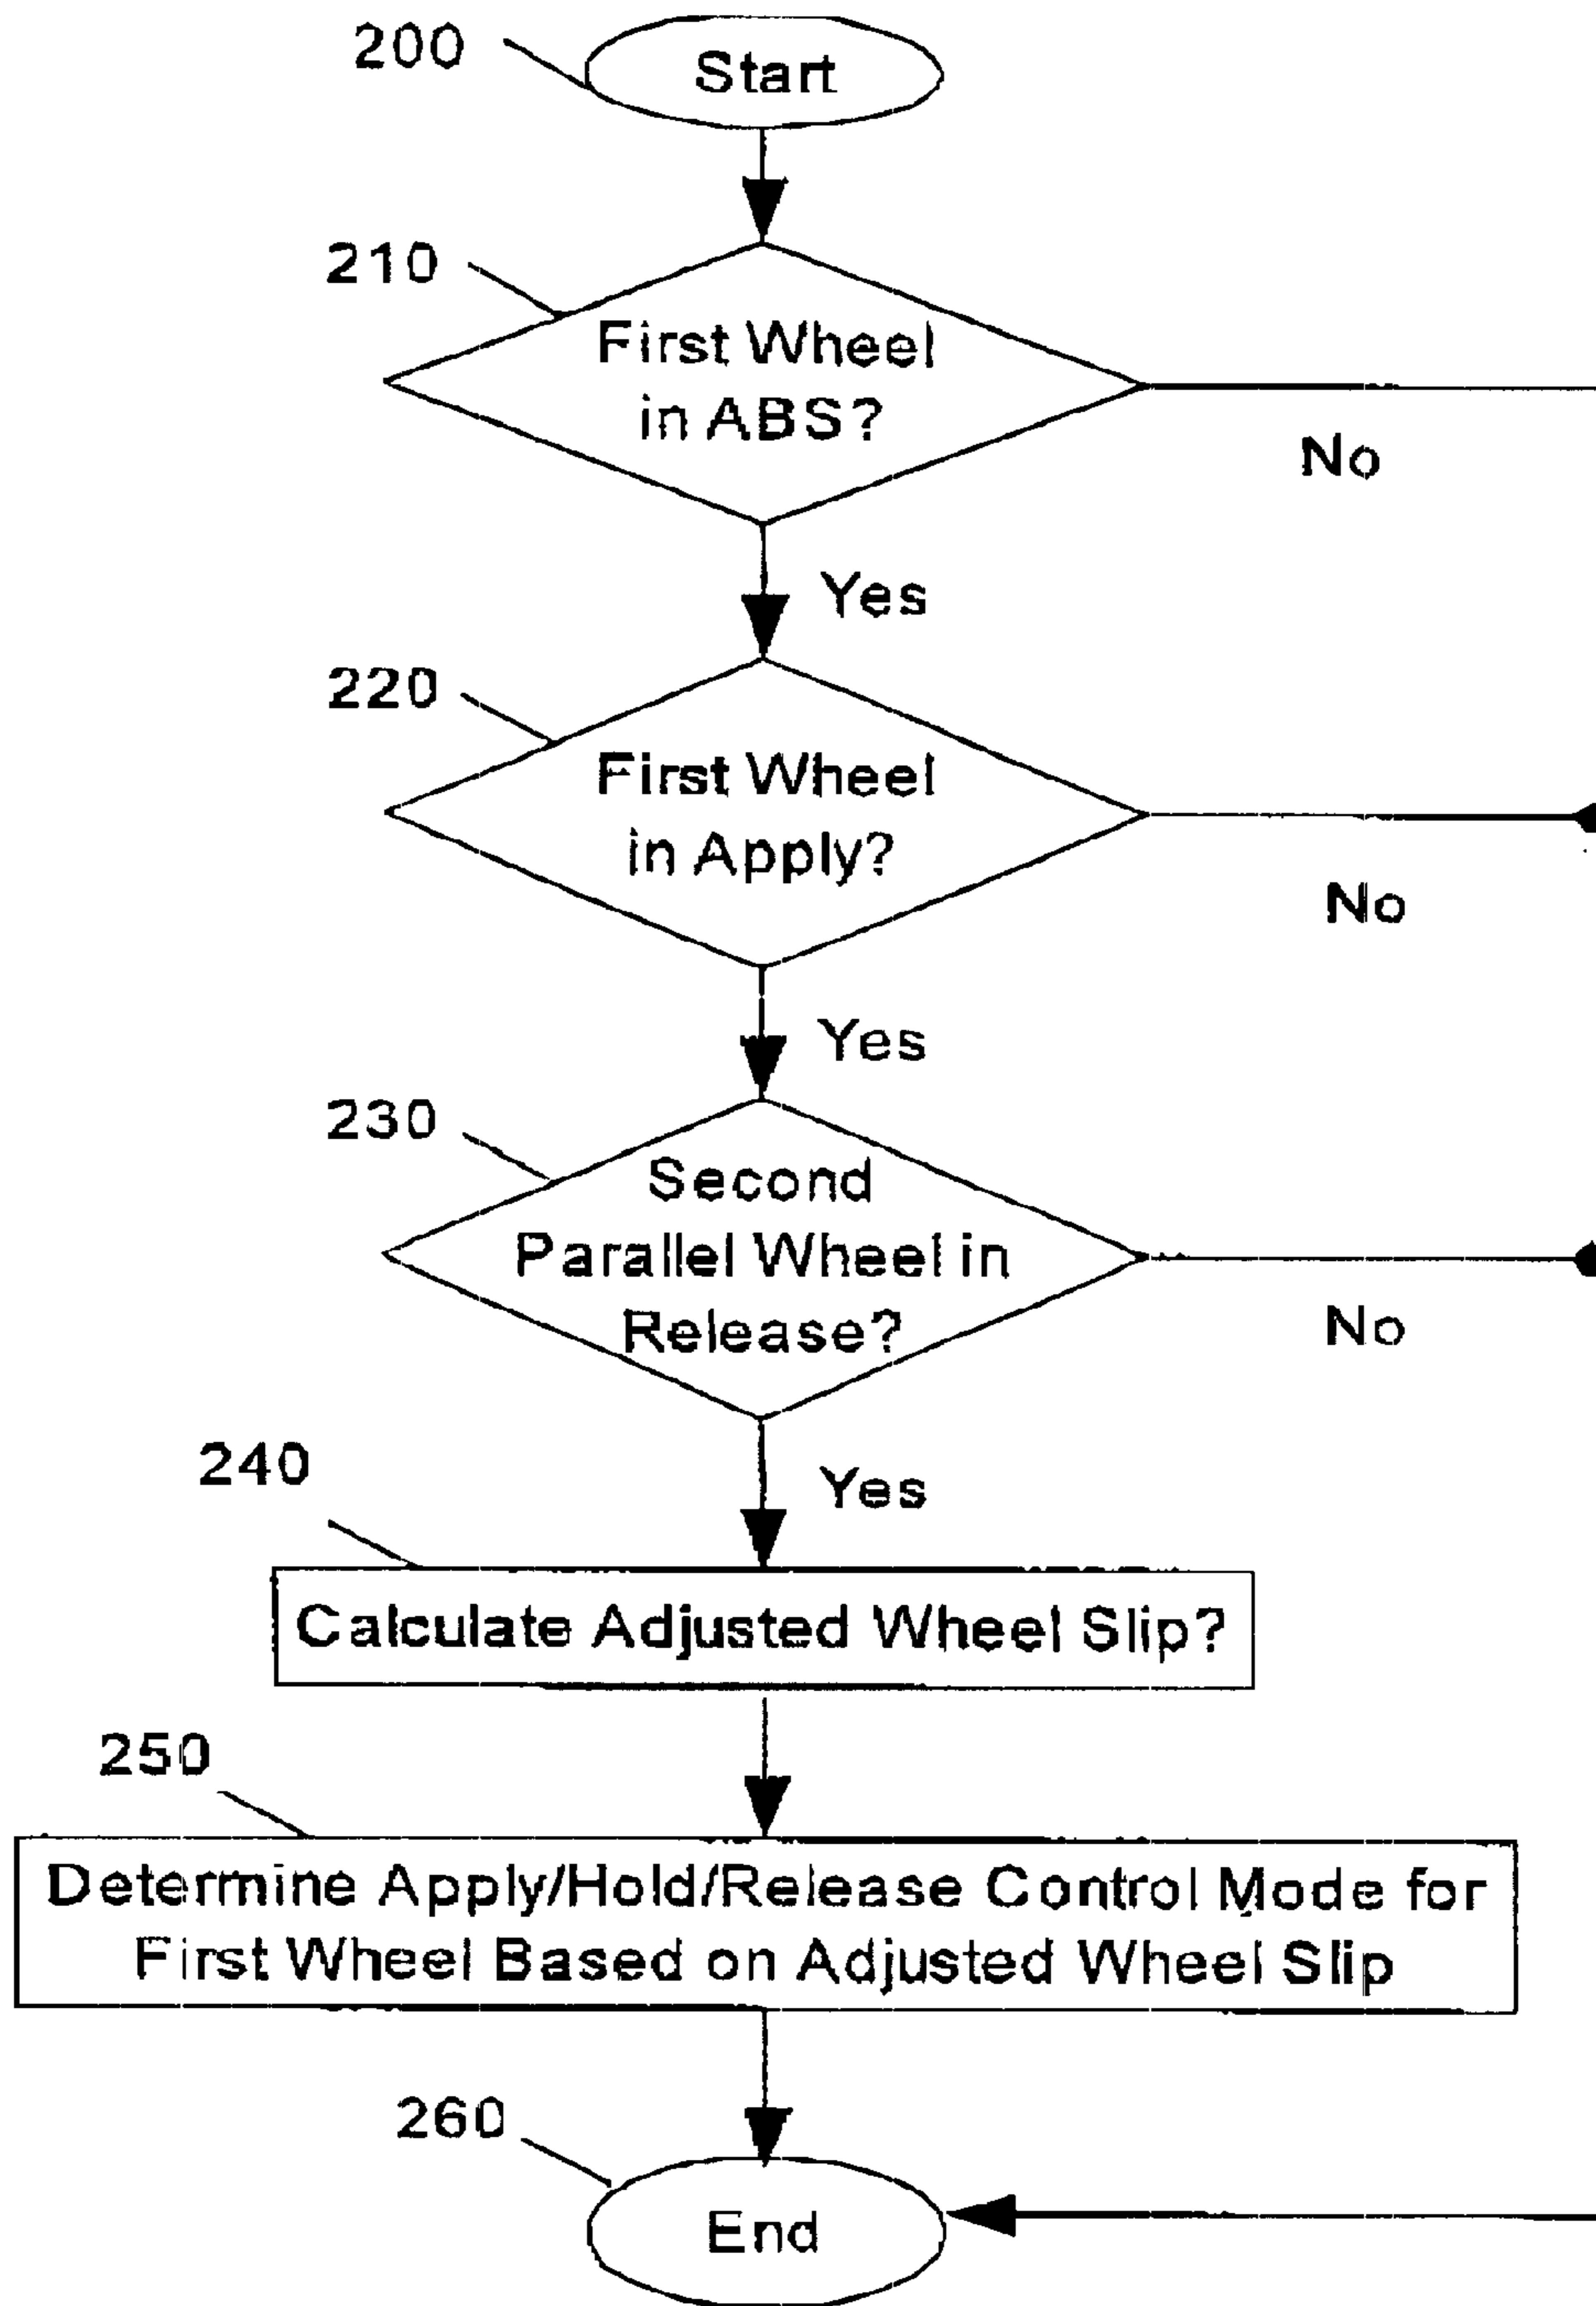 200
Start
210
First Wheel
in ABS?
No
Yes
220
First Wheel
in Apply?
No
Yes
230
Second
Parallel Wheel in
Release?
No
Yes
240
Calculate Adjusted Wheel Slip?
250
Determine Apply/Hold/Release Control Mode for
First Wheel Based on Adjusted Wheel Slip
260
End